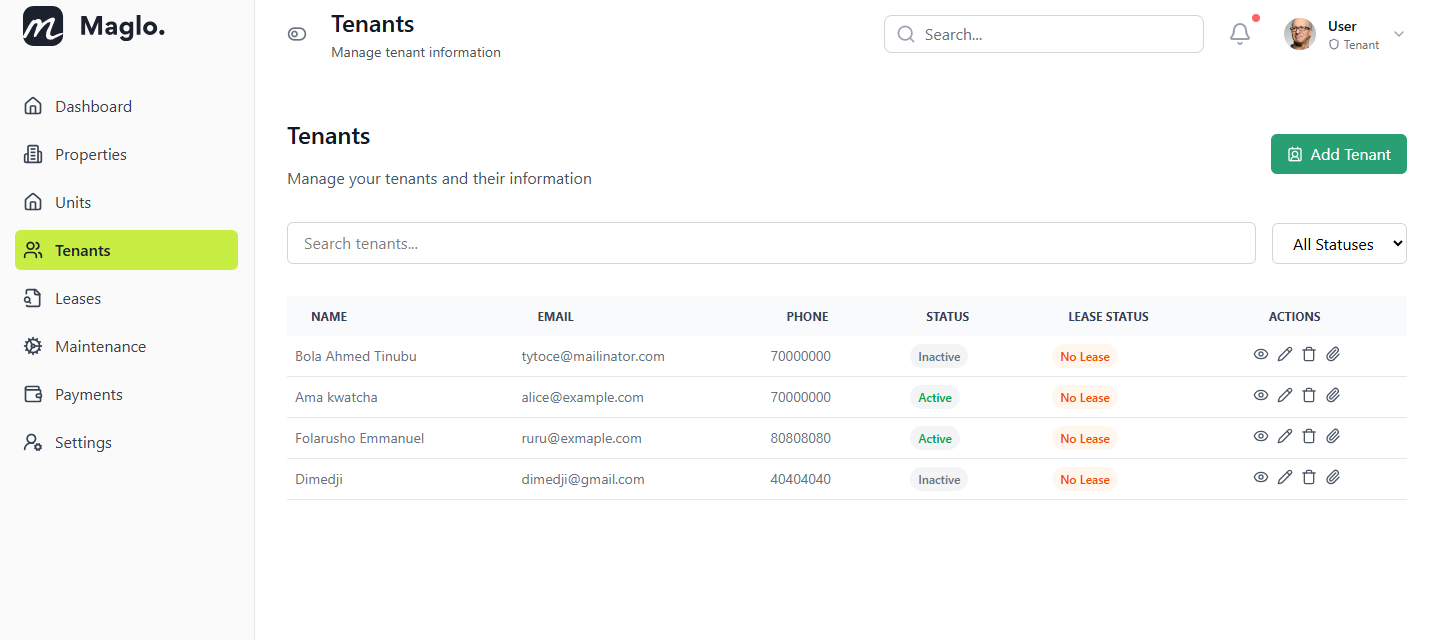 Maglo.
Dashboard
Properties
Units
Tenants
Leases
Maintenance
Payments
Settings
Tenants
Manage tenant information
Search...
User
Tenant
Tenants
Manage your tenants and their information
Add Tenant
Search tenants...
All Statuses
NAME EMAIL PHONE STATUS LEASE STATUS ACTIONS
Bola Ahmed Tinubu tytoce@mailinator.com 70000000 Inactive No Lease
Ama kwatcha alice@example.com 70000000 Active No Lease
Folarusho Emmanuel ruru@exmaple.com 80808080 Active No Lease
Dimedji dimedji@gmail.com 40404040 Inactive No Lease